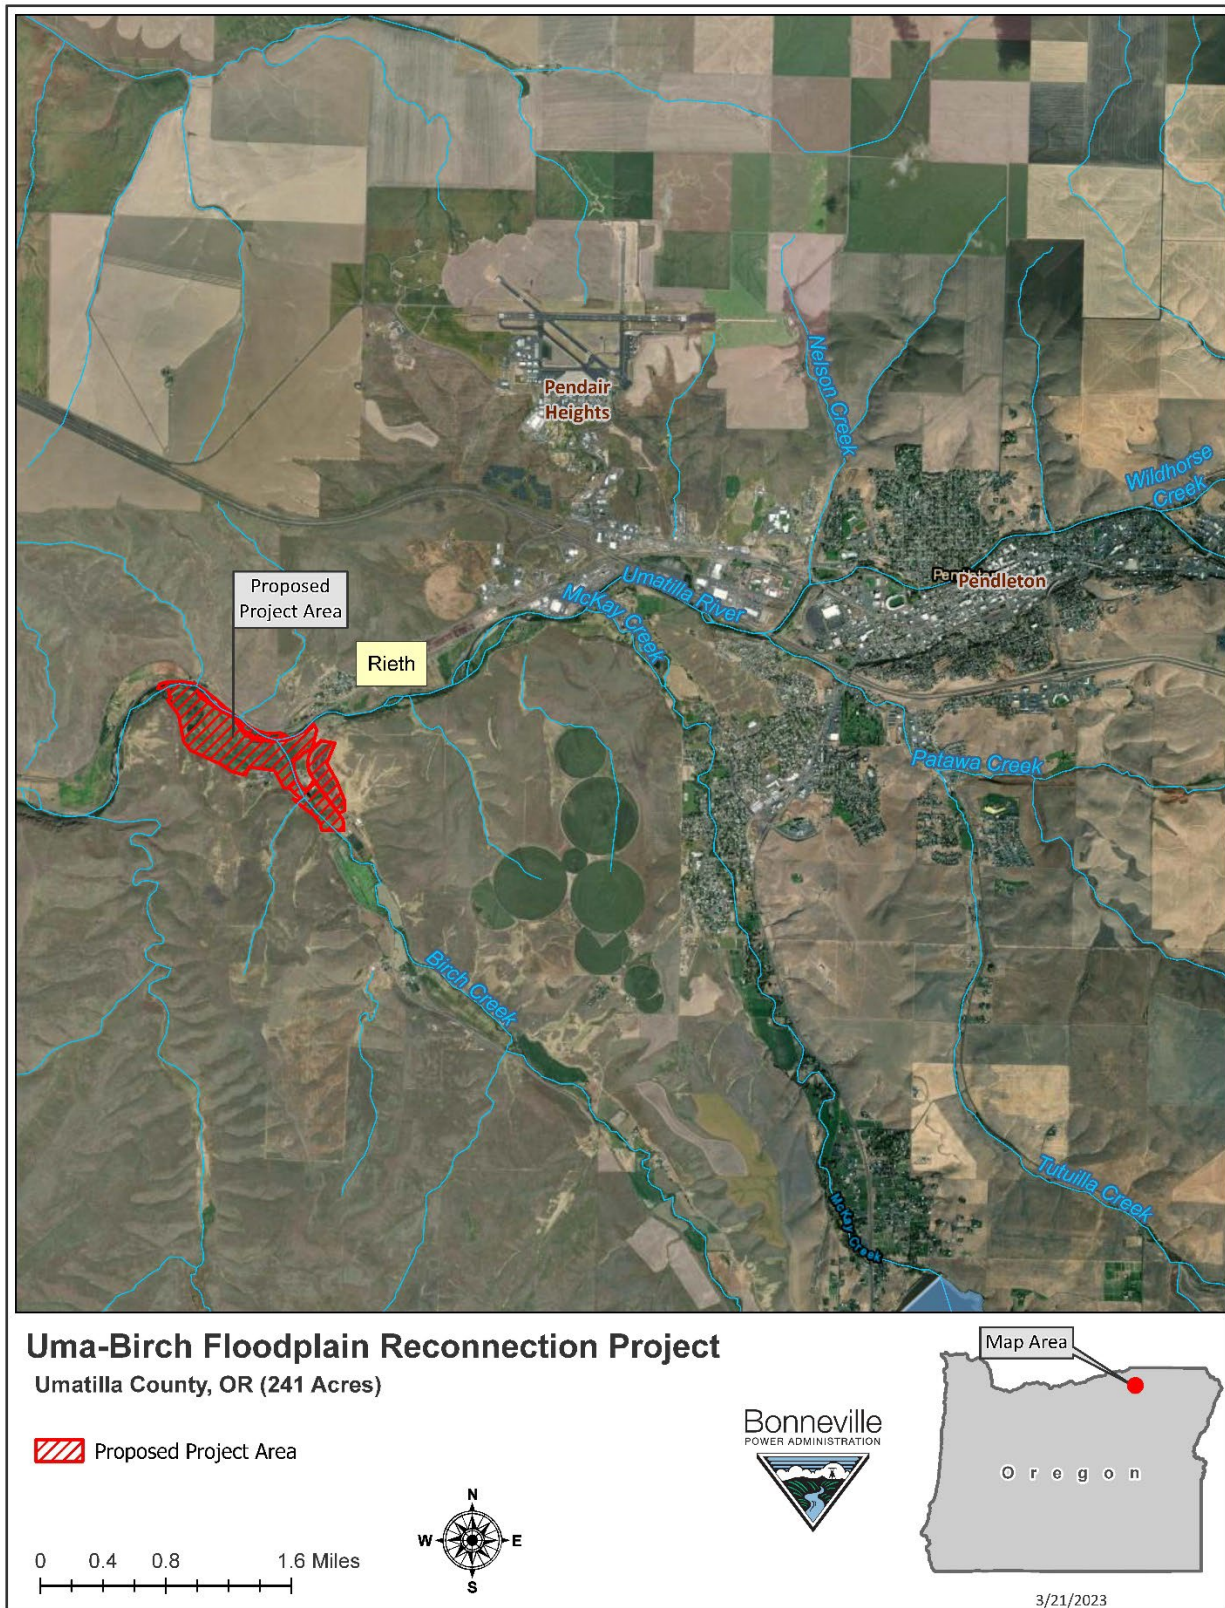 Nelson Creek
Pendair
Heights
Wildhorse
Creek
Proposed
Project Area
Umatilla River
McKay Creek
Pendleton
Rieth
Patawa Creek
Birch Creek
Tutuilla Creek
McKay Creek
Uma-Birch Floodplain Reconnection Project
Umatilla County, OR (241 Acres)
Proposed Project Area
N
W E
S
0 0.4 0.8 1.6 Miles
Bonneville
POWER ADMINISTRATION
Map Area
Oregon
3/21/2023